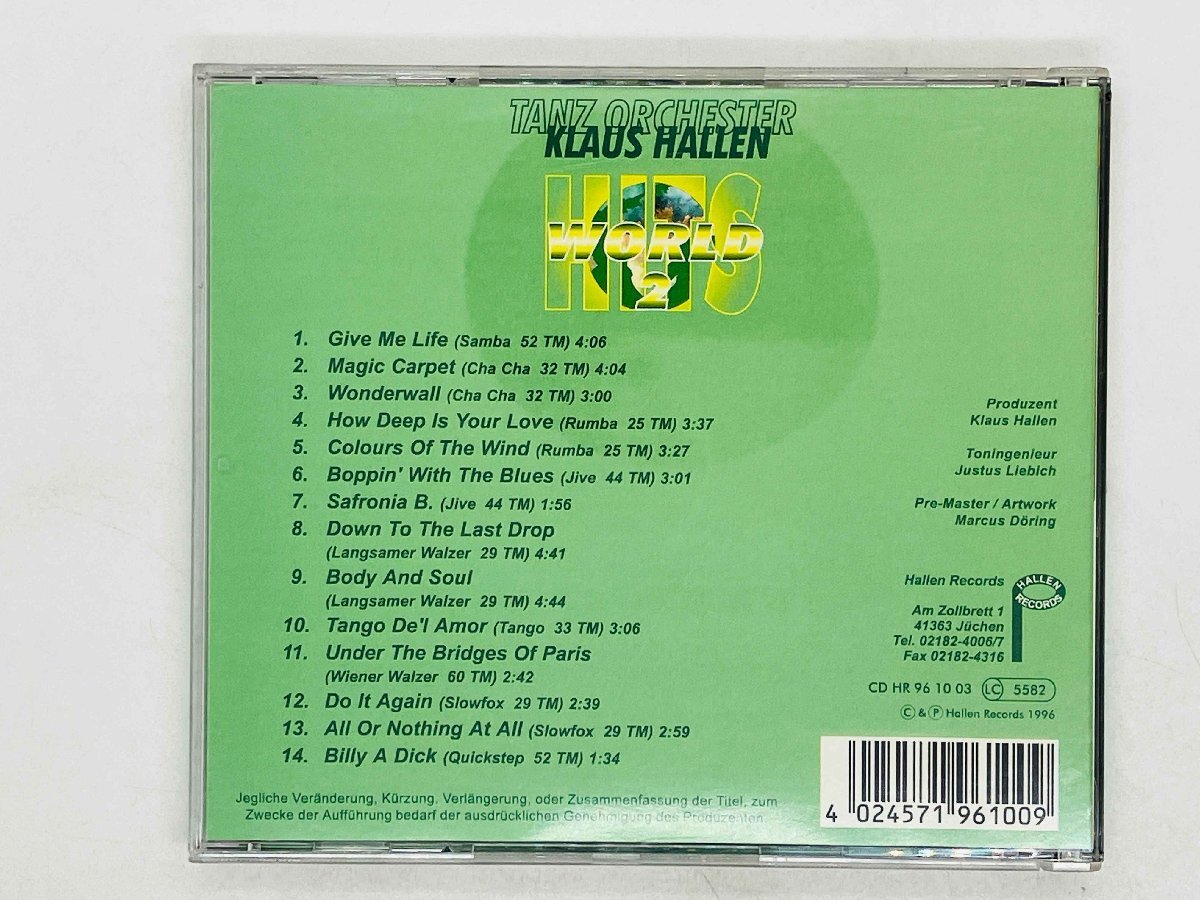 TANZ ORCHESTER
KLAUS HALLEN
HITS
WORLD
2
1. Give Me Life (Samba 52 TM) 4:06
2. Magic Carpet (Cha Cha 32 TM) 4:04
3. Wonderwall (Cha Cha 32 TM) 3:00
4. How Deep Is Your Love (Rumba 25 TM) 3:37
5. Colours Of The Wind (Rumba 25 TM) 3:27
6. Boppin' With The Blues (Jive 44 TM) 3:01
7. Safronia B. (Jive 44 TM) 1:56
8. Down To The Last Drop
(Langsamer Walzer 29 TM) 4:41
9. Body And Soul
(Langsamer Walzer 29 TM) 4:44
10. Tango De'l Amor (Tango 33 TM) 3:06
11. Under The Bridges Of Paris
(Wiener Walzer 60 TM) 2:42
12. Do It Again (Slowfox 29 TM) 2:39
13. All Or Nothing At All (Slowfox 29 TM) 2:59
14. Billy A Dick (Quickstep 52 TM) 1:34
Produzent
Klaus Hallen
Toningenieur
Justus Liebich
Pre-Master / Artwork
Marcus Döring
Hallen Records
HALLEN
RECORDS
Am Zollbrett 1
41363 Jüchen
Tel. 02182-4006/7
Fax 02182-4316
CD HR 96 10 03 LC 5582
© & ℗ Hallen Records 1996
Jegliche Veränderung, Kürzung, Verlängerung, oder Zusammenfassung der Titel, zum
Zwecke der Aufführung bedarf der ausdrücklichen Genehmigung des Produzenten.
4 024571 961009